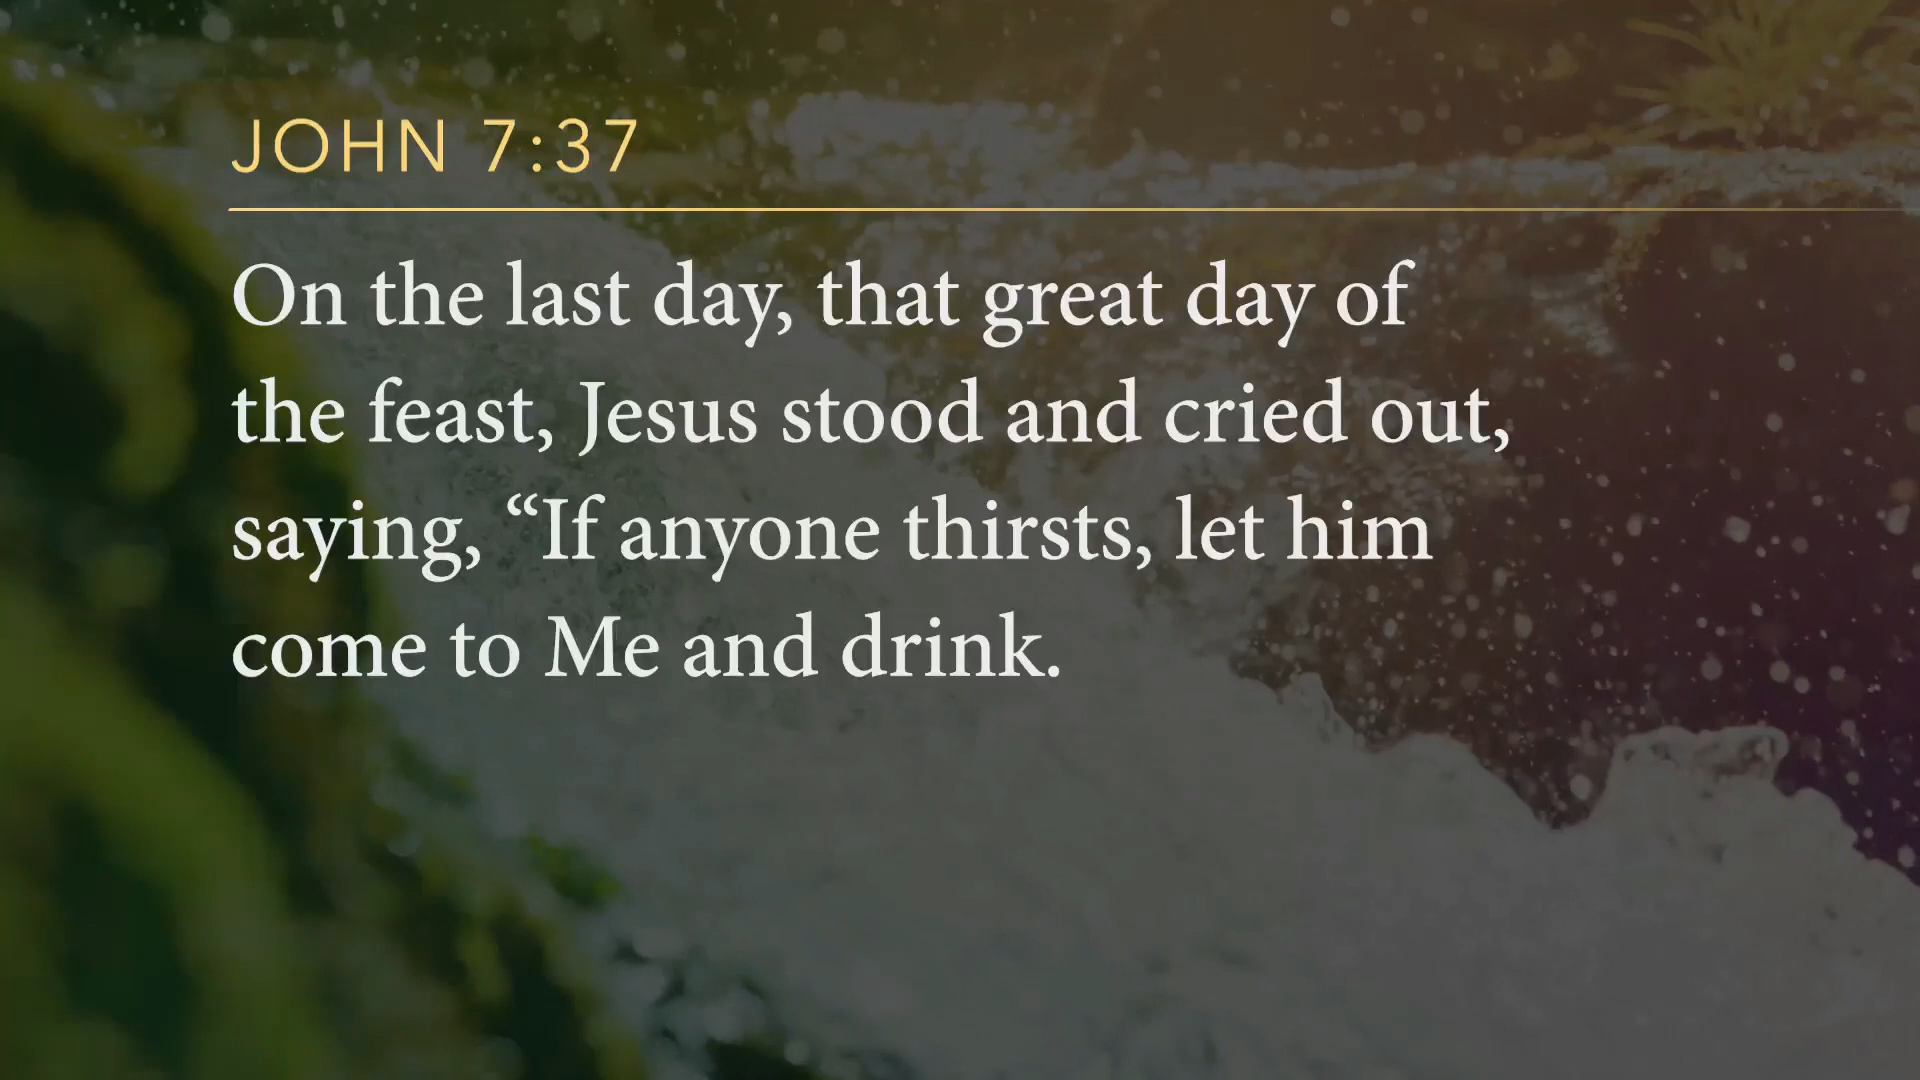 JOHN 7:37
On the last day, that great day of
the feast, Jesus stood and cried out,
saying, “If anyone thirsts, let him
come to Me and drink.